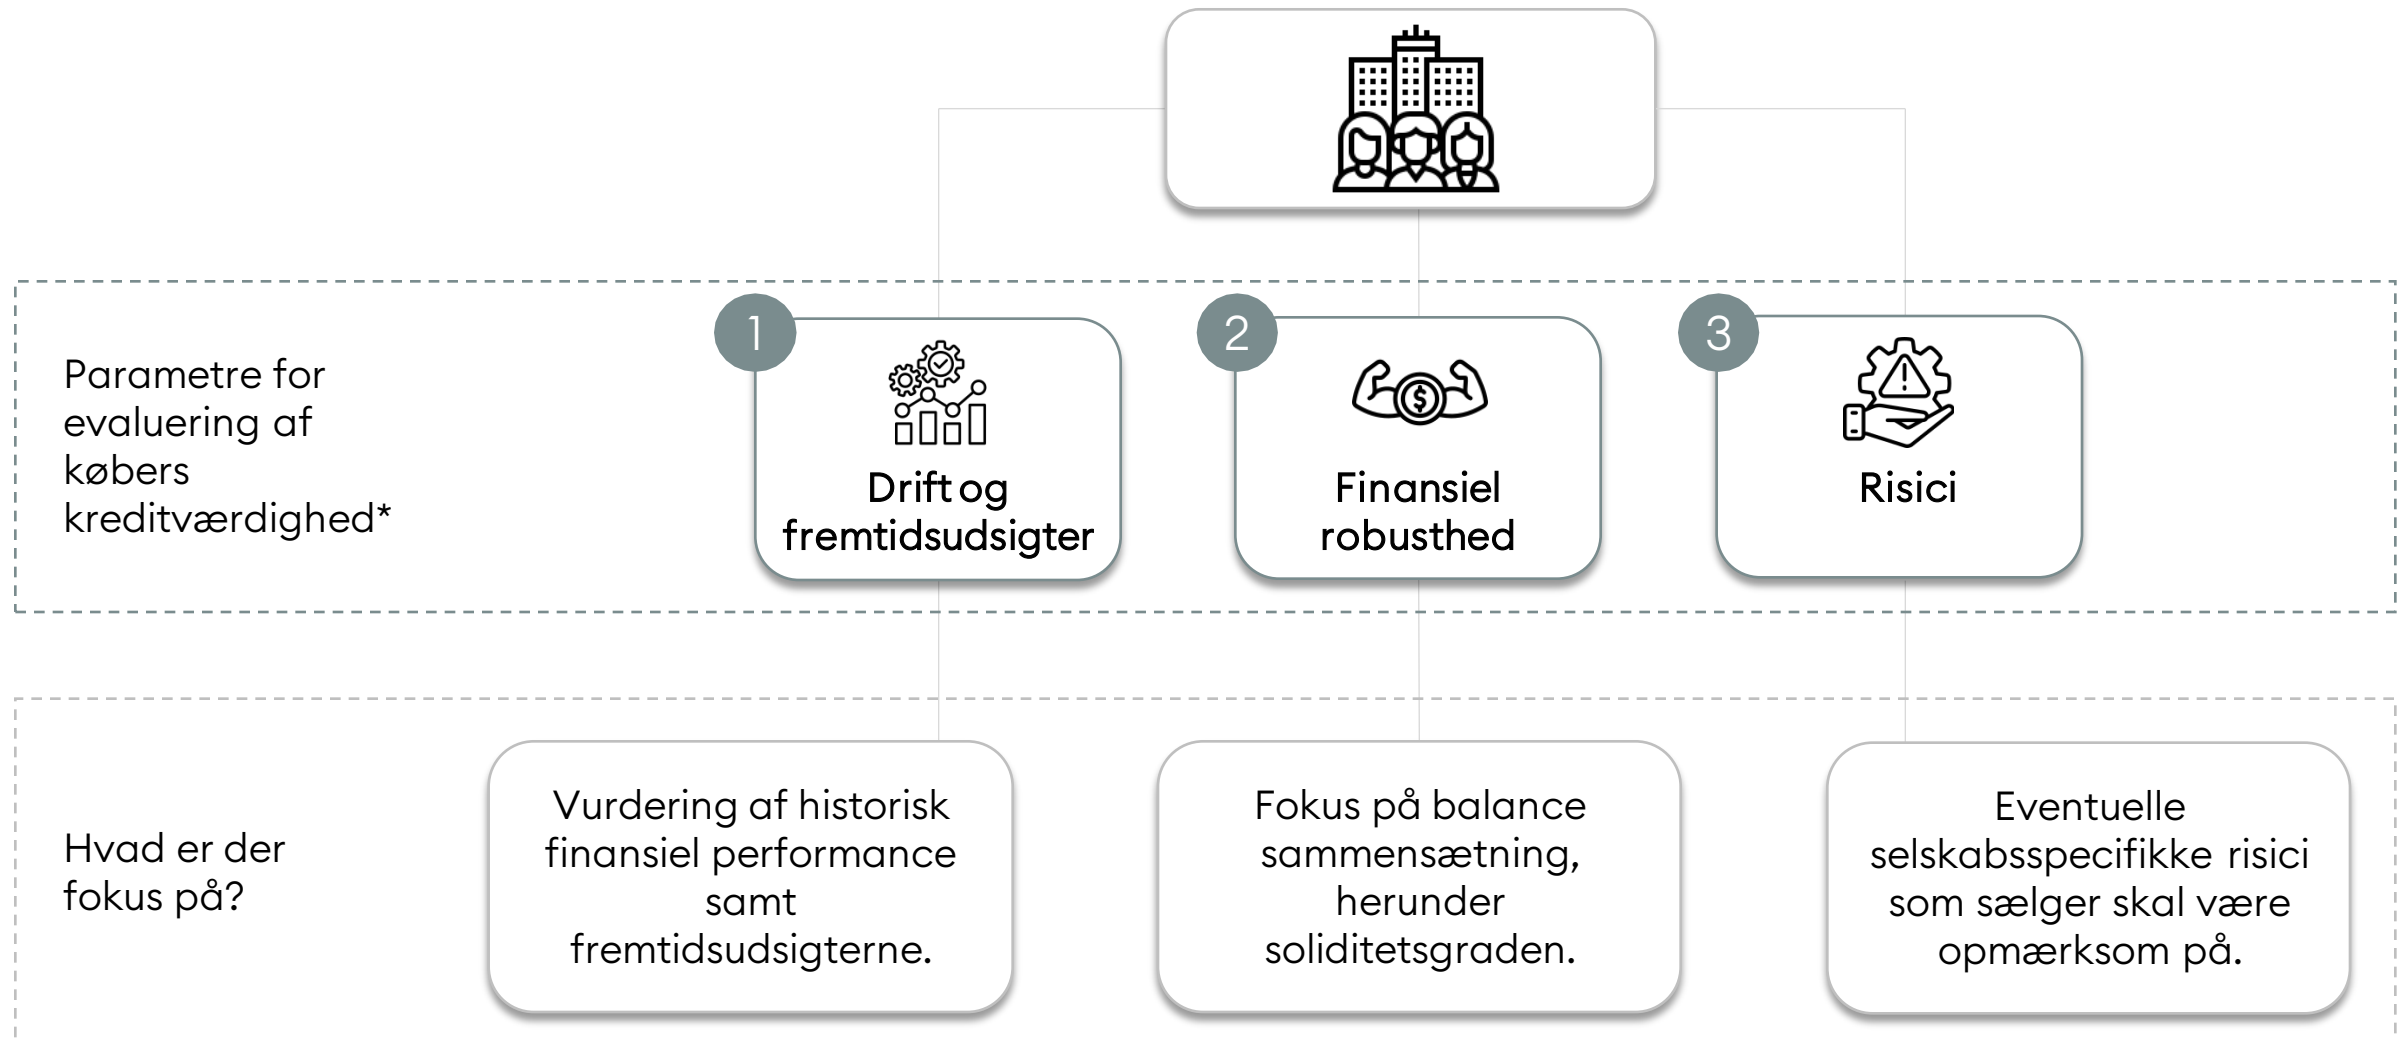 Parametre for
evaluering af
købers
kreditværdighed*
1
Drift og
fremtidsudsigter
2
Finansiel
robusthed
3
Risici
Hvad er der
fokus på?
Vurdering af historisk
finansiel performance
samt
fremtidsudsigterne.
Fokus på balance
sammensætning,
herunder
soliditetsgraden.
Eventuelle
selskabsspecifikke risici
som sælger skal være
opmærksom på.